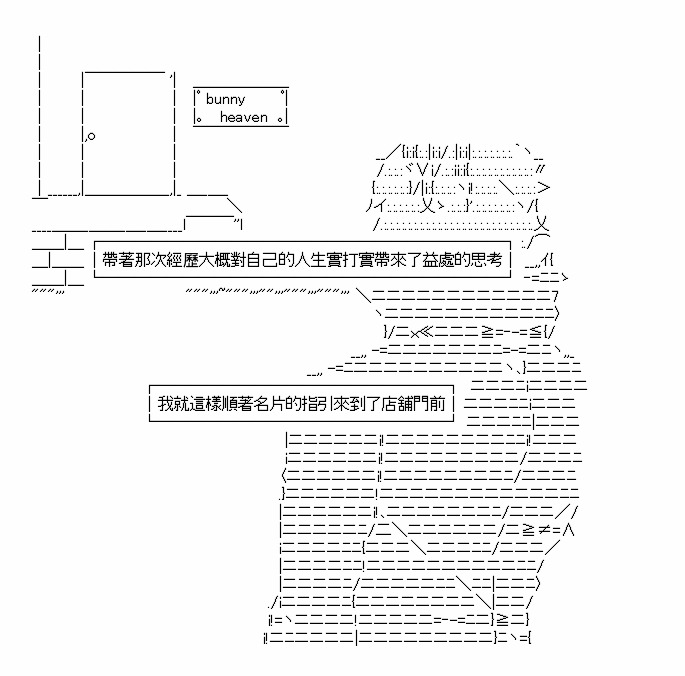 bunny
heaven
帶著那次經歷大概對自己的人生實打實帶來了益處的思考
我就這樣順著名片的指引來到了店舖門前